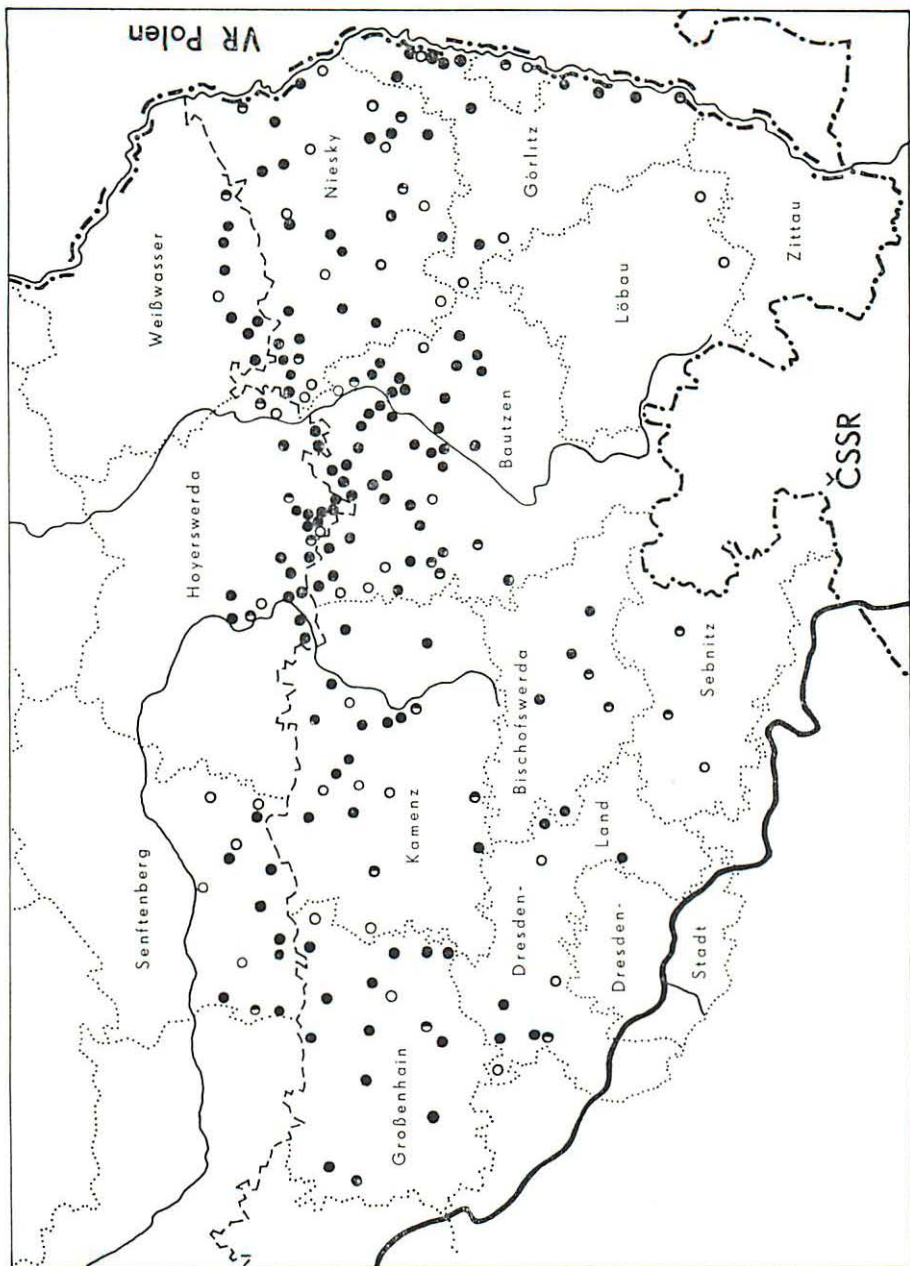 VR Polen
Weißwasser
Niesky
Görlitz
Hoyerswerda
Bautzen
Löbau
Zittau
ČSSR
Senftenberg
Kamenz
Bischofswerda
Sebnitz
Großenhain
Dresden-
Land
Dresden-
Stadt